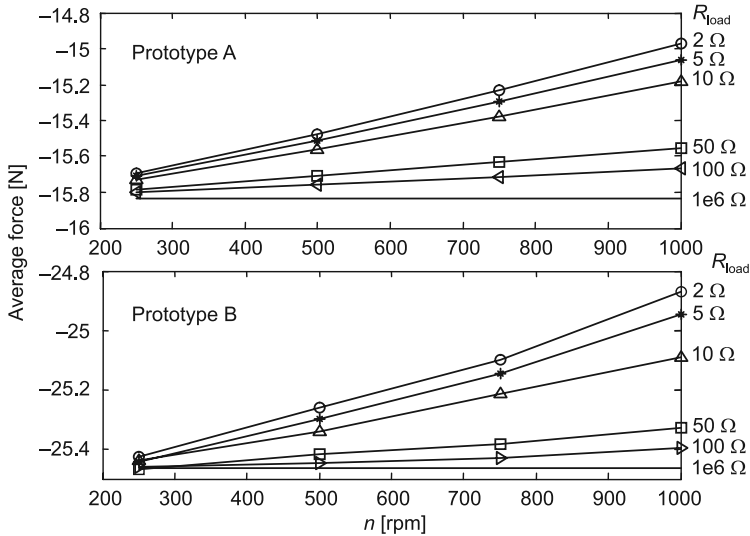 Average force [N]
−14.8
−15
−15.2
−15.4
−15.6
−15.8
−16
Prototype A
R_load
2 Ω
5 Ω
10 Ω
50 Ω
100 Ω
1e6 Ω
200 300 400 500 600 700 800 900 1000
−24.8
−25
−25.2
−25.4
Prototype B
R_load
2 Ω
5 Ω
10 Ω
50 Ω
100 Ω
1e6 Ω
200 300 400 500 600 700 800 900 1000
n [rpm]